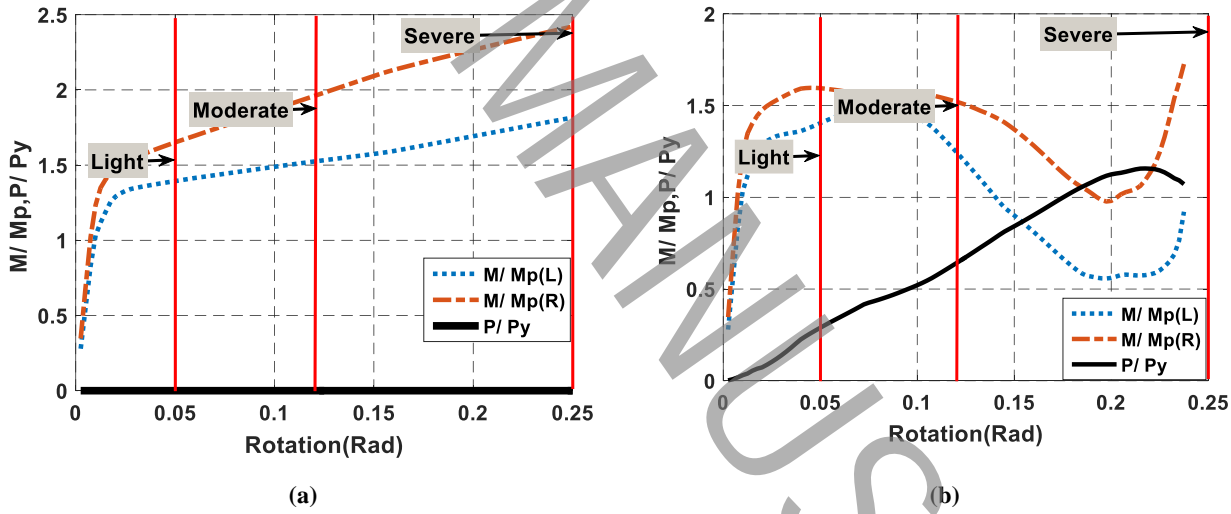 2.5
2
1.5
1
0.5
0
0
0.05
0.1
0.15
0.2
0.25
M/ Mp,P/ Py
Rotation(Rad)
Light
Moderate
Severe
M/ Mp(L)
M/ Mp(R)
P/ Py
(a)
2
1.5
1
0.5
0
0
0.05
0.1
0.15
0.2
0.25
M/ Mp,P/ Py
Rotation(Rad)
Light
Moderate
Severe
M/ Mp(L)
M/ Mp(R)
P/ Py
(b)
MANUS